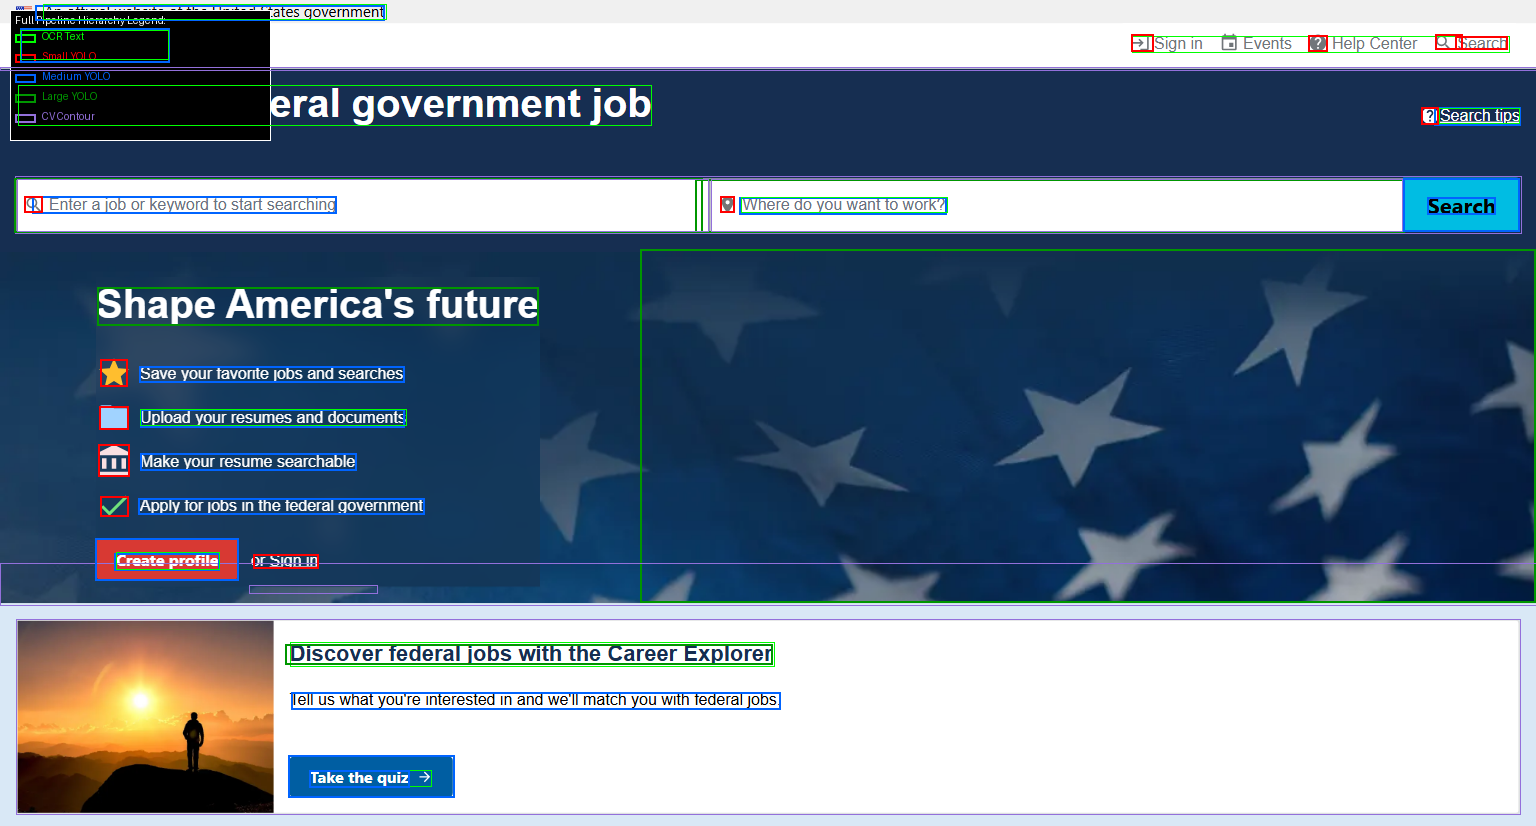 An official website of the United States government
Full Pipeline Hierarchy Legend:
OCR Text
Small YOLO
Medium YOLO
Large YOLO
CV Contour
Sign in
Events
Help Center
Search
eral government job
Search tips
Enter a job or keyword to start searching
Where do you want to work?
Search
Shape America's future
Save your favorite jobs and searches
Upload your resumes and documents
Make your resume searchable
Apply for jobs in the federal government
Create profile
or Sign in
Discover federal jobs with the Career Explorer
Tell us what you're interested in and we'll match you with federal jobs.
Take the quiz →